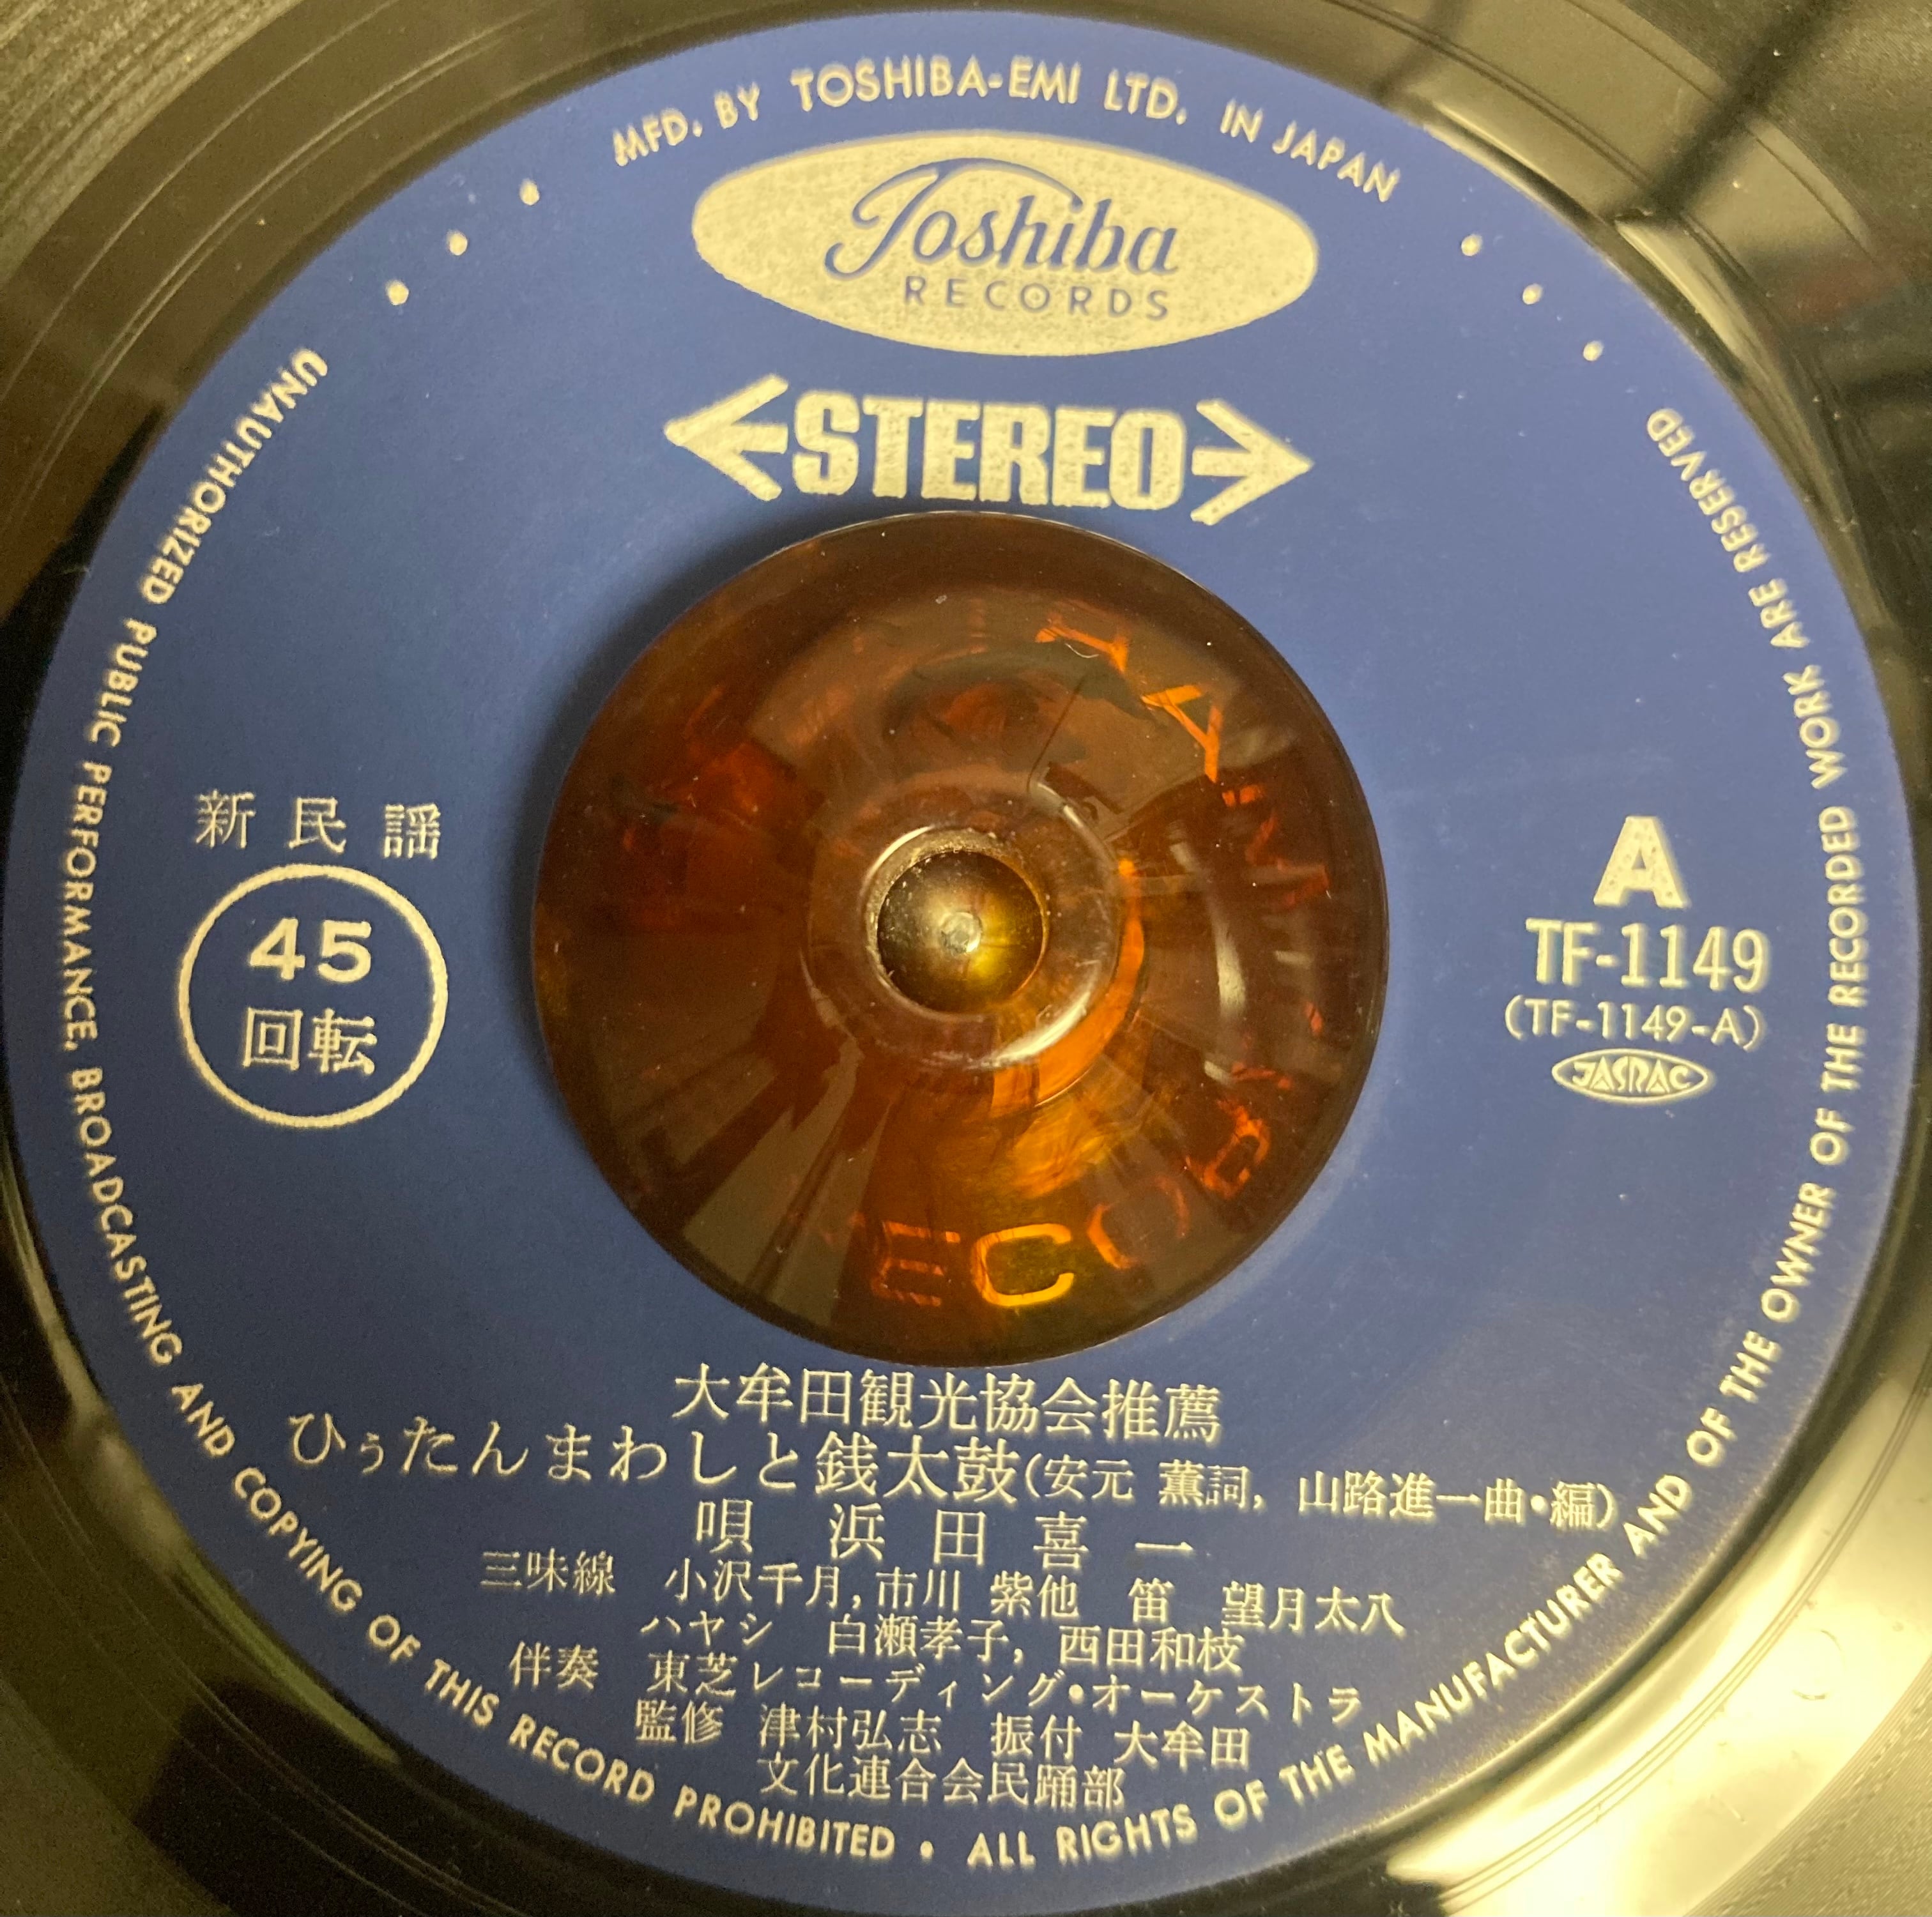 MFD. BY TOSHIBA-EMI LTD. IN JAPAN
Toshiba
RECORDS
STEREO
新民謡
45
回転
A
TF-1149
(TF-1149-A)
JASRAC
大牟田観光協会推薦
ひぅたんまわしと銭太鼓(安元 薫詞, 山路進一曲・編)
唄 浜田喜一
三味線 小沢千月, 市川 紫他 笛 望月太八
ハヤシ 白瀬孝子, 西田和枝
伴奏 東芝レコーディング・オーケストラ
監修 津村弘志 振付 大牟田
文化連合会民踊部
UNAUTHORIZED PUBLIC PERFORMANCE, BROADCASTING AND COPYING OF THIS RECORD PROHIBITED • ALL RIGHTS OF THE MANUFACTURER AND OF THE OWNER OF THE RECORDED WORK ARE RESERVED